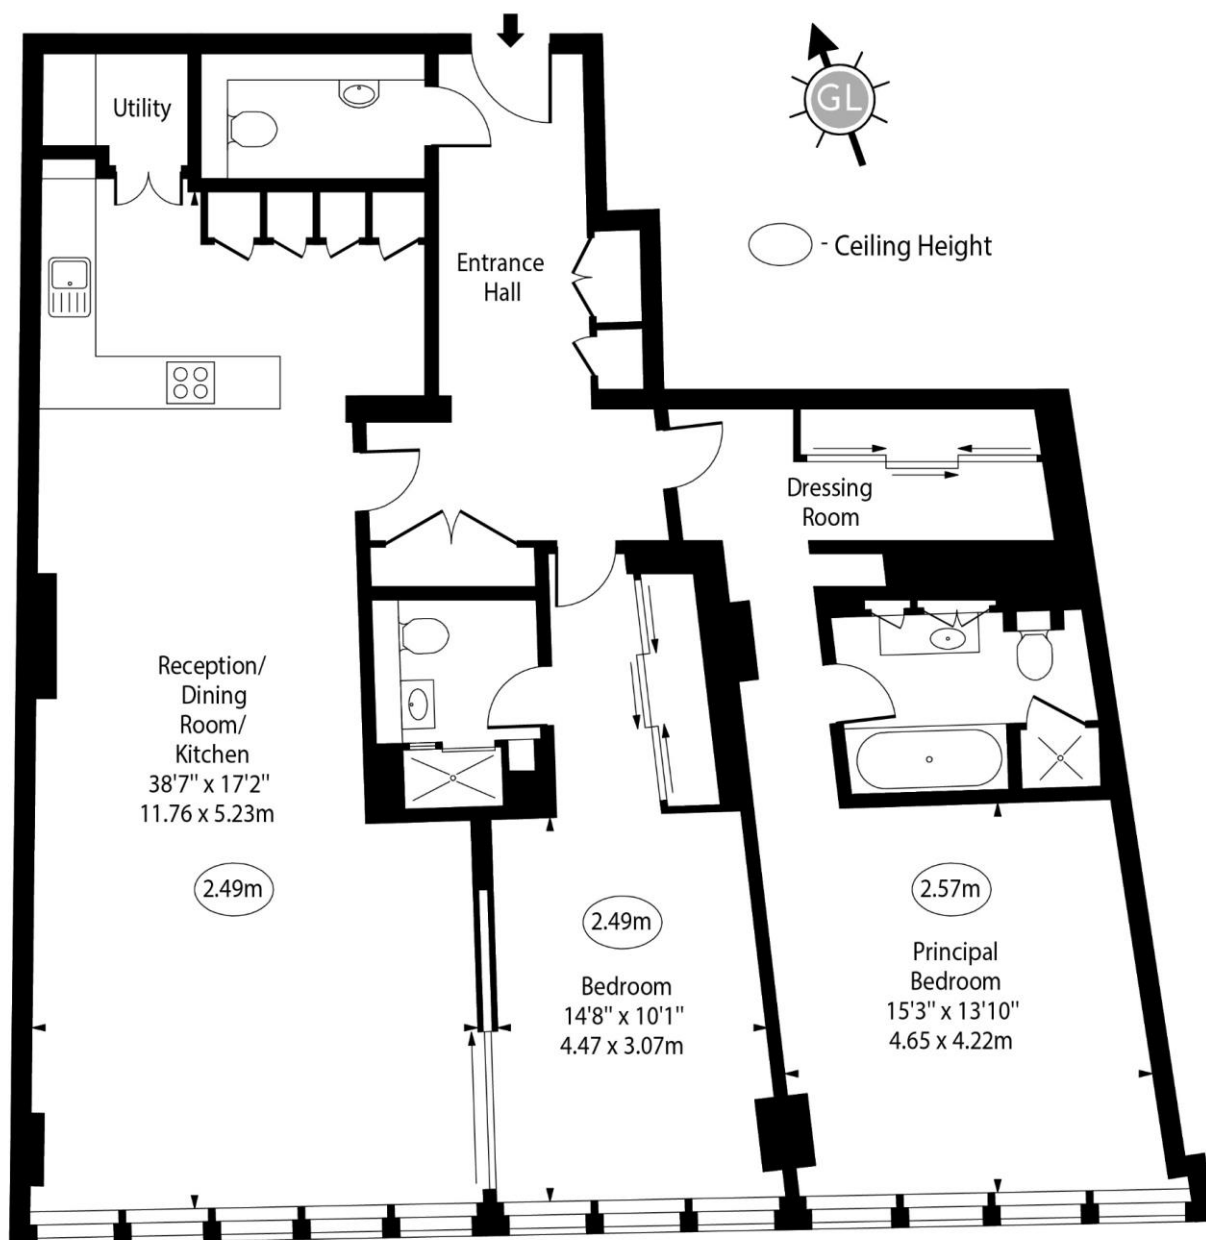 Utility
GL
- Ceiling Height
Entrance
Hall
Dressing
Room
Reception/
Dining
Room/
Kitchen
38'7" x 17'2"
11.76 x 5.23m
2.49m
2.49m
Bedroom
14'8" x 10'1"
4.47 x 3.07m
2.57m
Principal
Bedroom
15'3" x 13'10"
4.65 x 4.22m